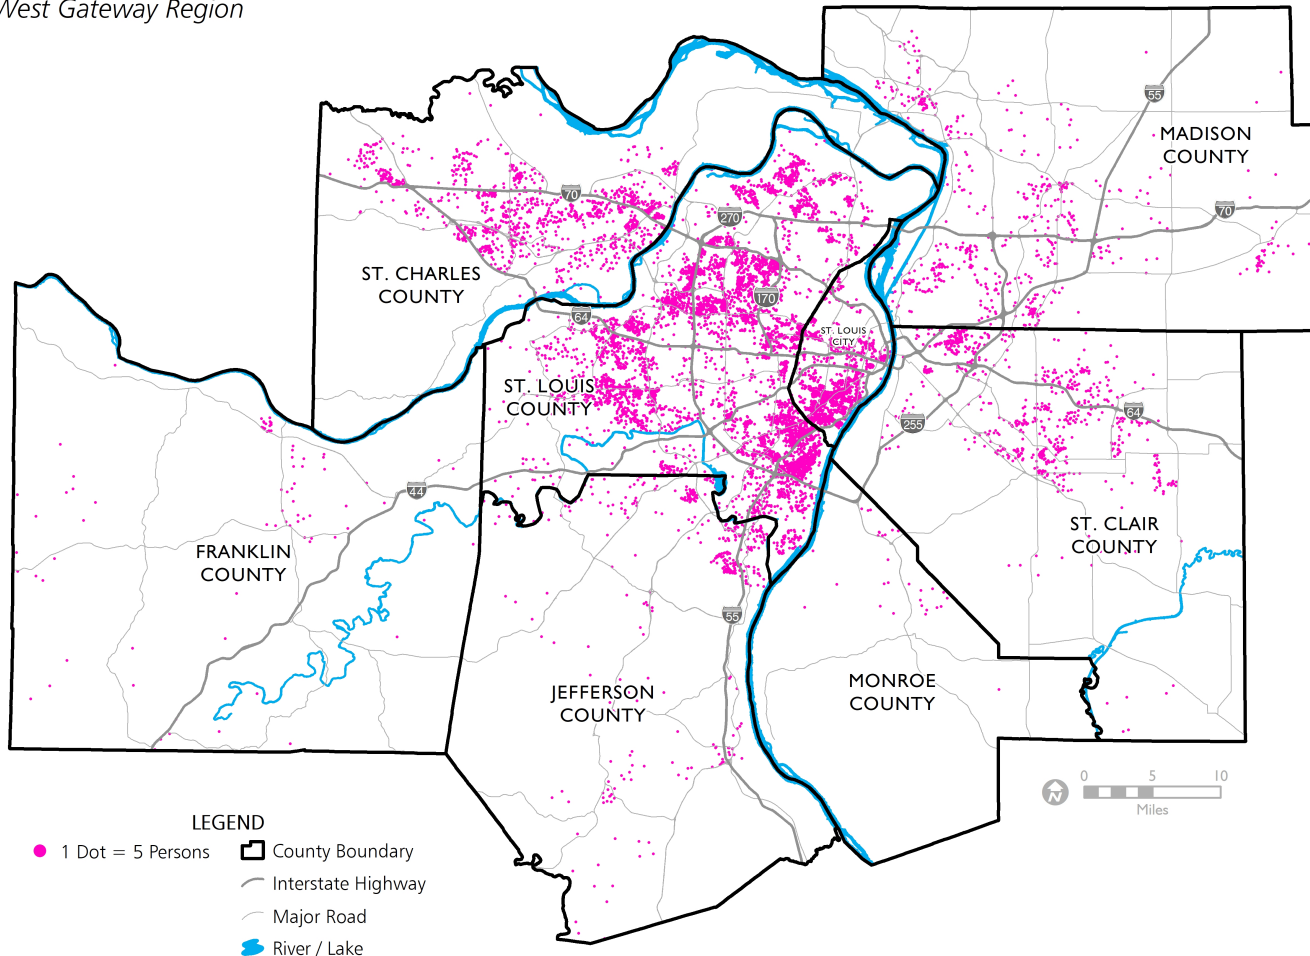 West Gateway Region
55
MADISON
COUNTY
70
270
70
ST. CHARLES
COUNTY
170
64
ST. LOUIS
CITY
ST. LOUIS
COUNTY
64
255
44
ST. CLAIR
COUNTY
FRANKLIN
COUNTY
55
JEFFERSON
COUNTY
MONROE
COUNTY
0 5 10
N
Miles
LEGEND
1 Dot = 5 Persons
County Boundary
Interstate Highway
Major Road
River / Lake